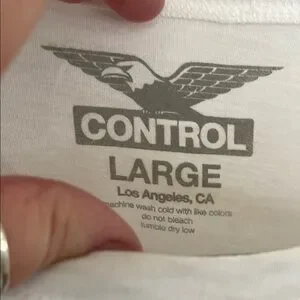 CONTROL
LARGE
Los Angeles, CA
machine wash cold with like colors
do not bleach
tumble dry low